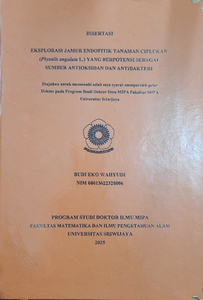 DISERTASI
EKSPLORASI JAMUR ENDOFITIK TANAMAN CIPLUKAN
(Physalis angulata L.) YANG BERPOTENSI SEBAGAI
SUMBER ANTIOKSIDAN DAN ANTIBAKTERI
Diajukan untuk memenuhi salah satu syarat memperoleh gelar
Doktor pada Program Studi Doktor Ilmu MIPA Fakultas MIPA
Universitas Sriwijaya
BUDI EKO WAHYUDI
NIM 08013622328006
PROGRAM STUDI DOKTOR ILMU MIPA
FAKULTAS MATEMATIKA DAN ILMU PENGETAHUAN ALAM
UNIVERSITAS SRIWIJAYA
2025